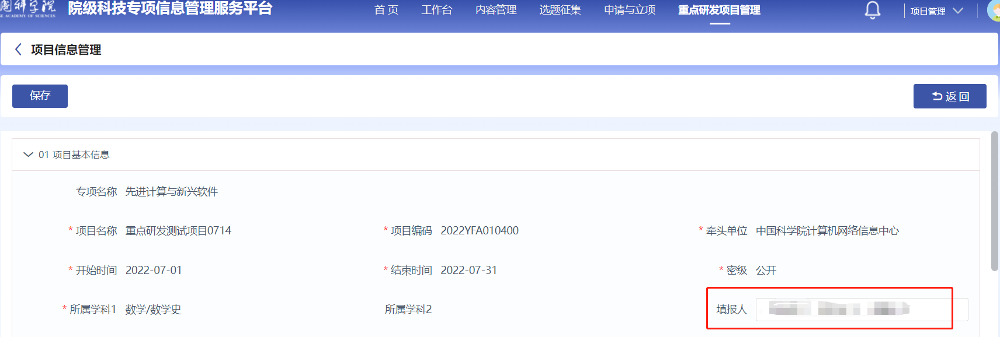 國科学院
院级科技专项信息管理服务平台
首 页 工作台 内容管理 选题征集 申请与立项 重点研发项目管理 项目管理
E ACADEMY OF SCIENCES
项目信息管理
保存 返 回
01 项目基本信息
专项名称 先进计算与新兴软件
* 项目名称 重点研发测试项目0714 * 项目编码 2022YFA010400 * 牵头单位 中国科学院计算机网络信息中心
* 开始时间 2022-07-01 * 结束时间 2022-07-31 * 密级 公开
* 所属学科1 数学/数学史 所属学科2 填报人